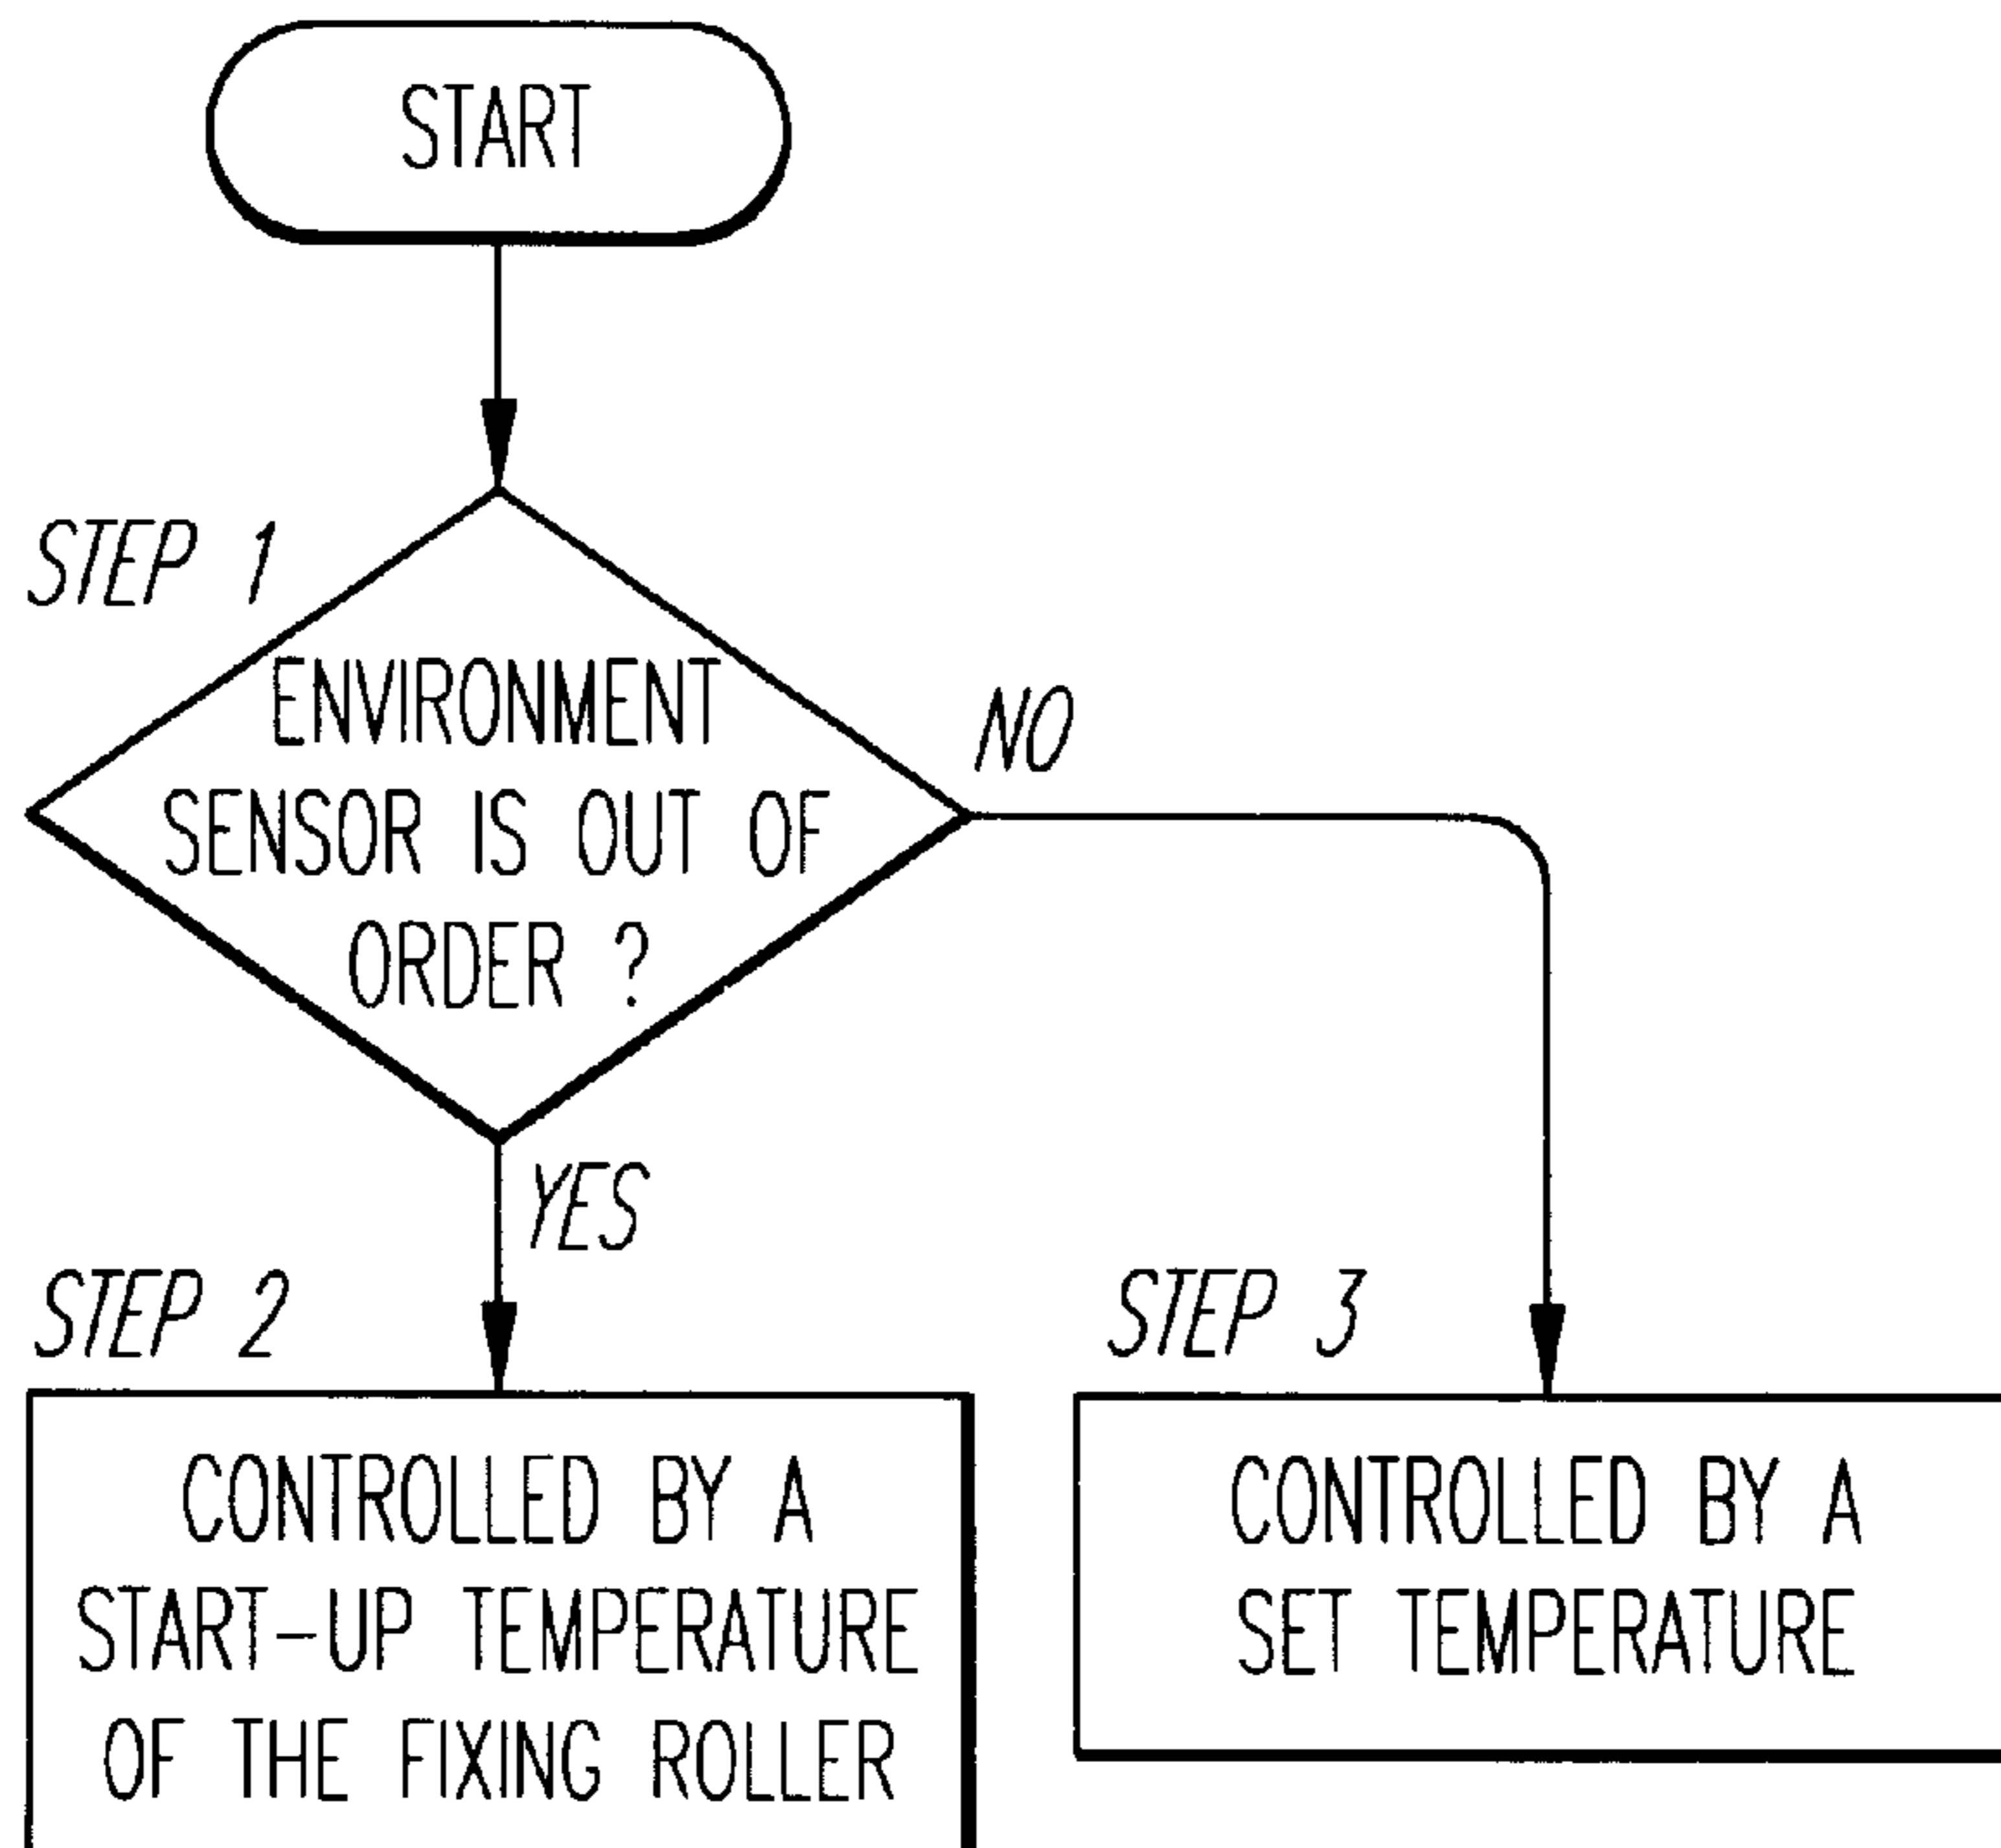 START
STEP 1
ENVIRONMENT
SENSOR IS OUT OF
ORDER ?
NO
YES
STEP 2
CONTROLLED BY A
START-UP TEMPERATURE
OF THE FIXING ROLLER
STEP 3
CONTROLLED BY A
SET TEMPERATURE